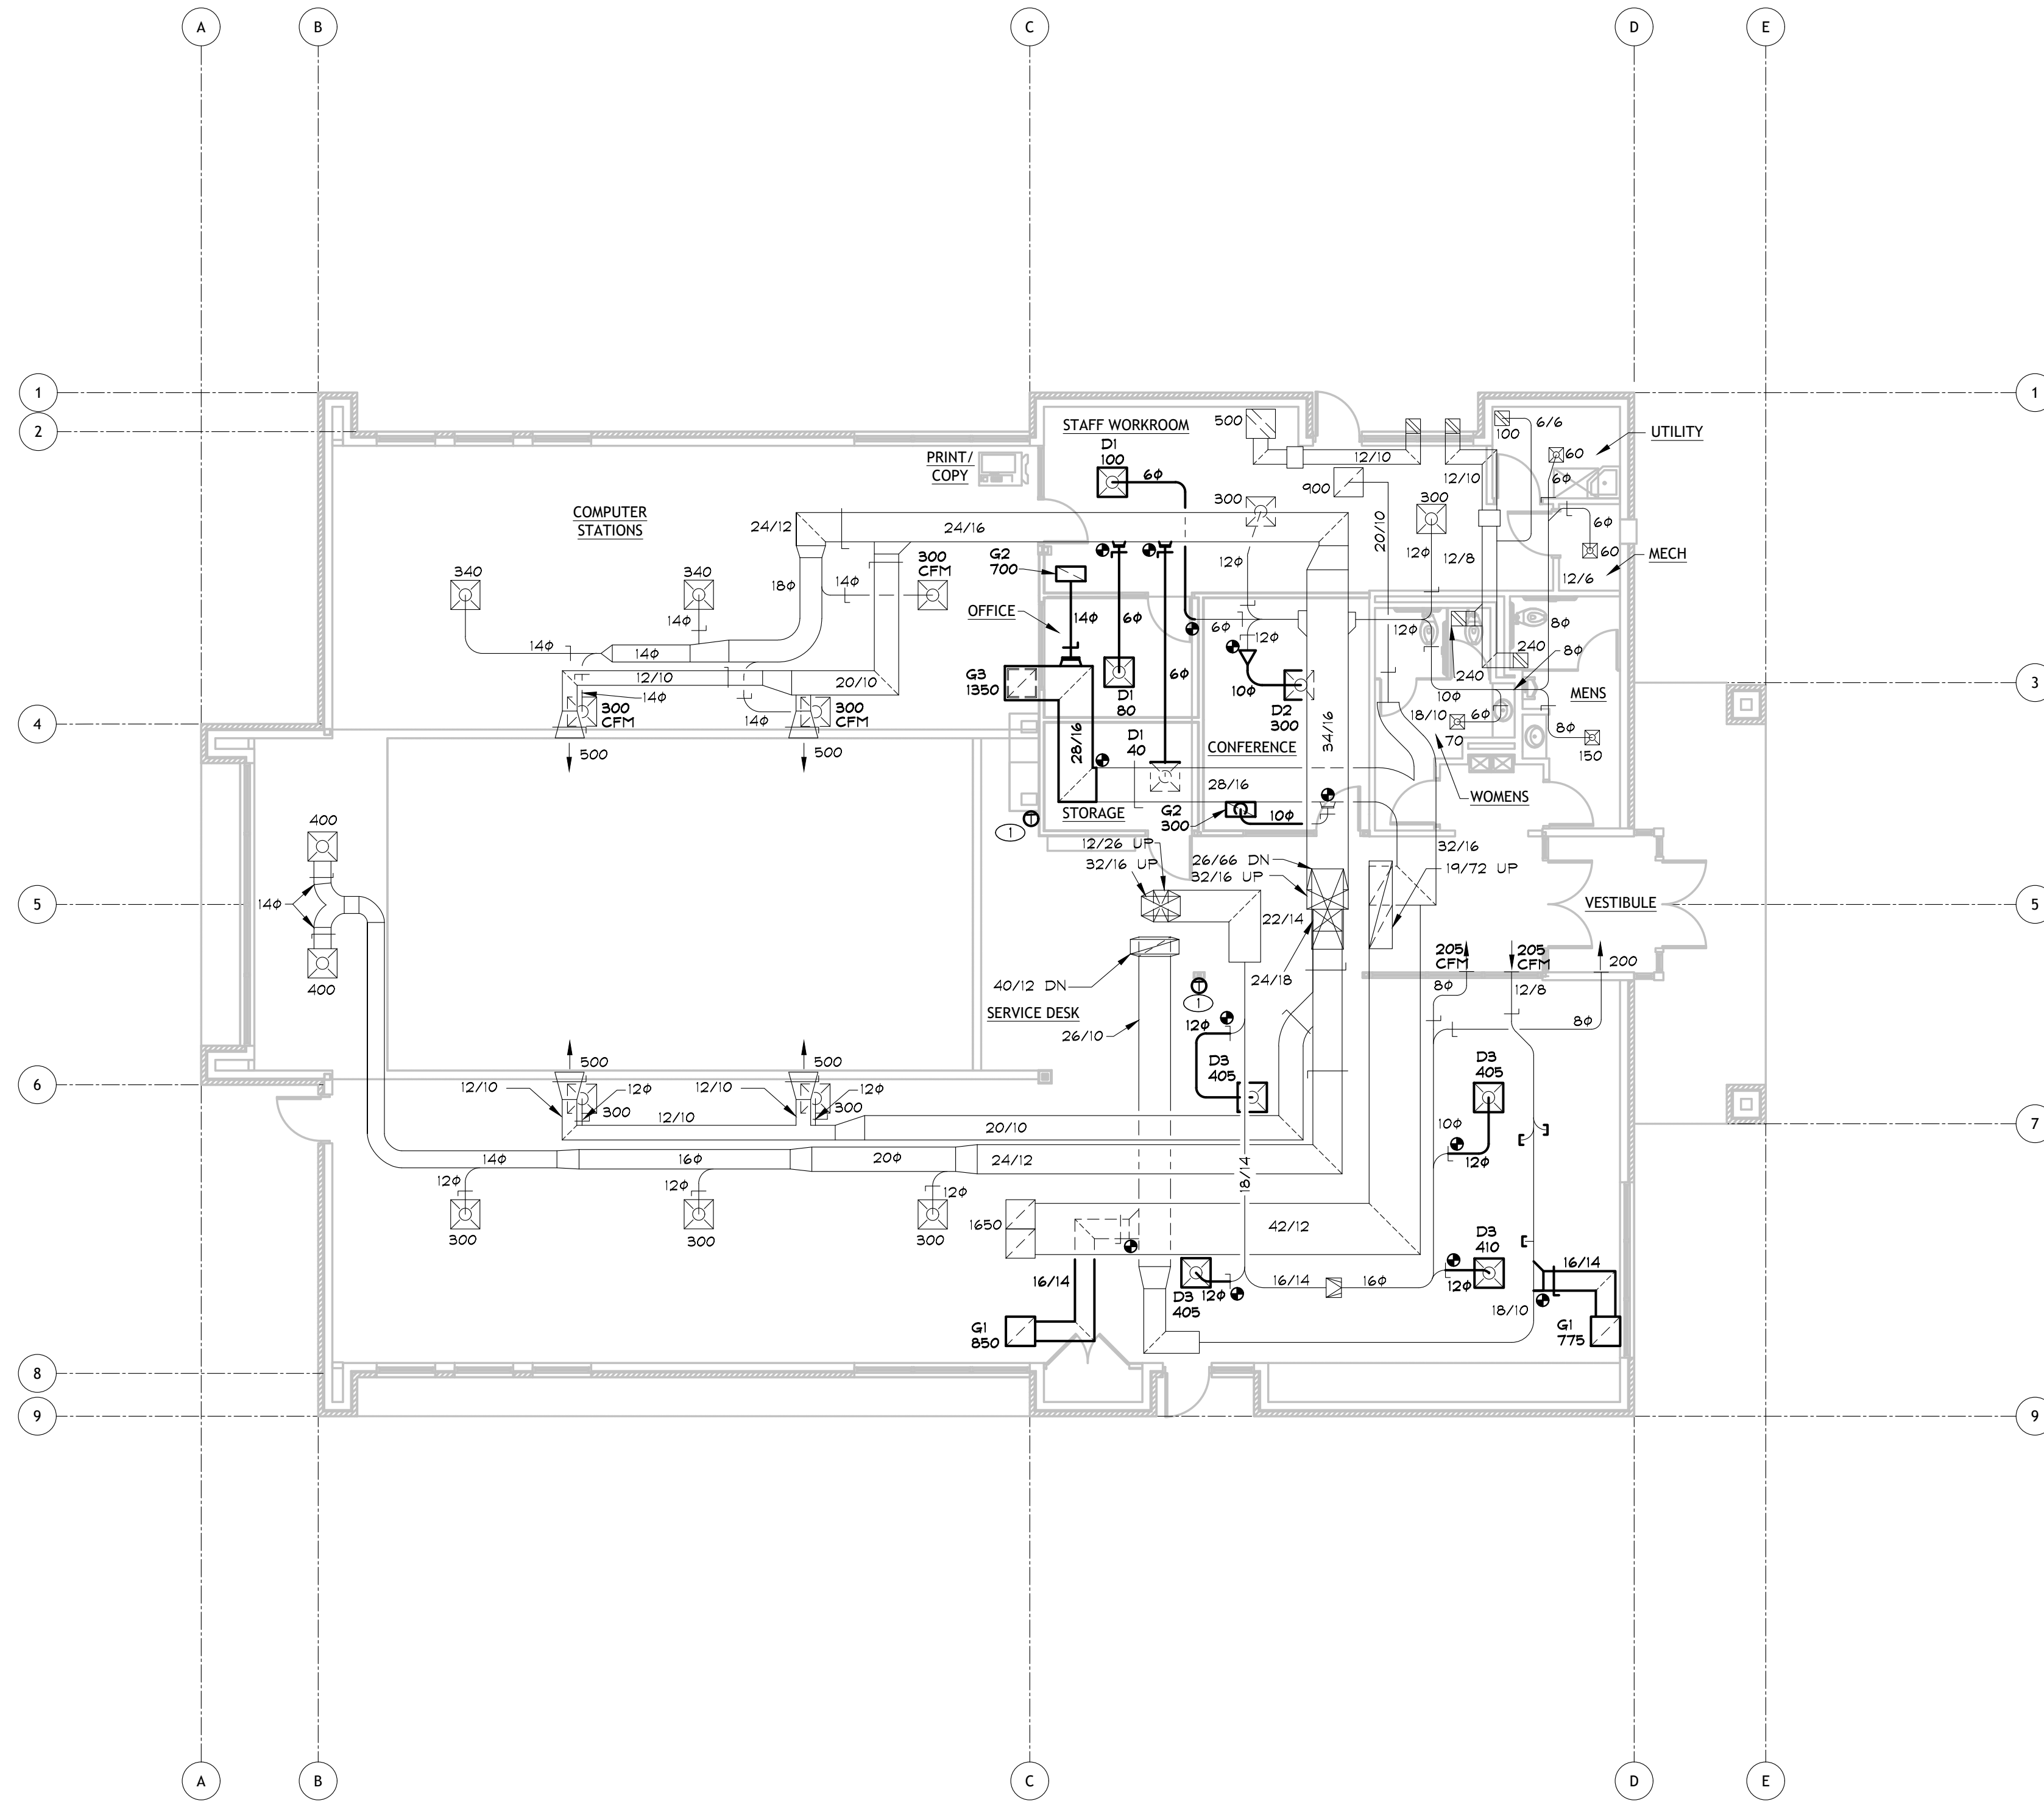 A
B
C
D
E
1
1
2
STAFF WORKROOM
500
100
6/6
60
UTILITY
D1
100
6ϕ
PRINT/
COPY
12/10
12/10
6ϕ
900
300
300
COMPUTER
STATIONS
24/12
24/16
20/10
6ϕ
60
MECH
G2
700
300
CFM
12ϕ
12ϕ
12/8
12/6
340
340
18ϕ
14ϕ
OFFICE
14ϕ
6ϕ
14ϕ
6ϕ
12ϕ
12ϕ
8ϕ
8ϕ
14ϕ
14ϕ
240
240
12/10
20/10
G3
1350
6ϕ
10ϕ
3
14ϕ
D1
80
10ϕ
MENS
4
300
CFM
14ϕ
300
CFM
D2
300
18/10
6ϕ
70
8ϕ
150
500
500
28/16
D1
40
CONFERENCE
34/16
28/16
WOMENS
STORAGE
G2
300
10ϕ
T
1
400
12/26 UP
32/16 UP
26/66 DN
32/16 UP
32/16
19/72 UP
5
14ϕ
22/14
VESTIBULE
5
400
40/12 DN
24/18
205
CFM
205
CFM
200
8ϕ
12/8
T
1
SERVICE DESK
26/10
12ϕ
8ϕ
D3
405
D3
405
6
500
500
12/10
12ϕ
300
12/10
12ϕ
300
12/10
20/10
10ϕ
12ϕ
7
14ϕ
16ϕ
20ϕ
24/12
18/14
12ϕ
12ϕ
12ϕ
300
300
300
1650
42/12
D3
410
16/14
12ϕ
D3
405
16/14
16ϕ
12ϕ
16/14
18/10
G1
850
G1
775
8
9
9
A
B
C
D
E